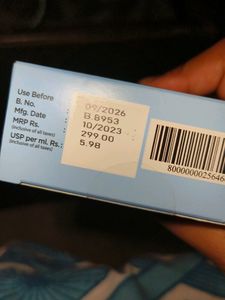 Use Before : 09/2026
B. No. : B.8953
Mfg. Date : 10/2023
MRP Rs. : 299.00
(Inclusive of all taxes)
USP per ml. Rs.: 5.98
(Inclusive of all taxes)
8000000025646